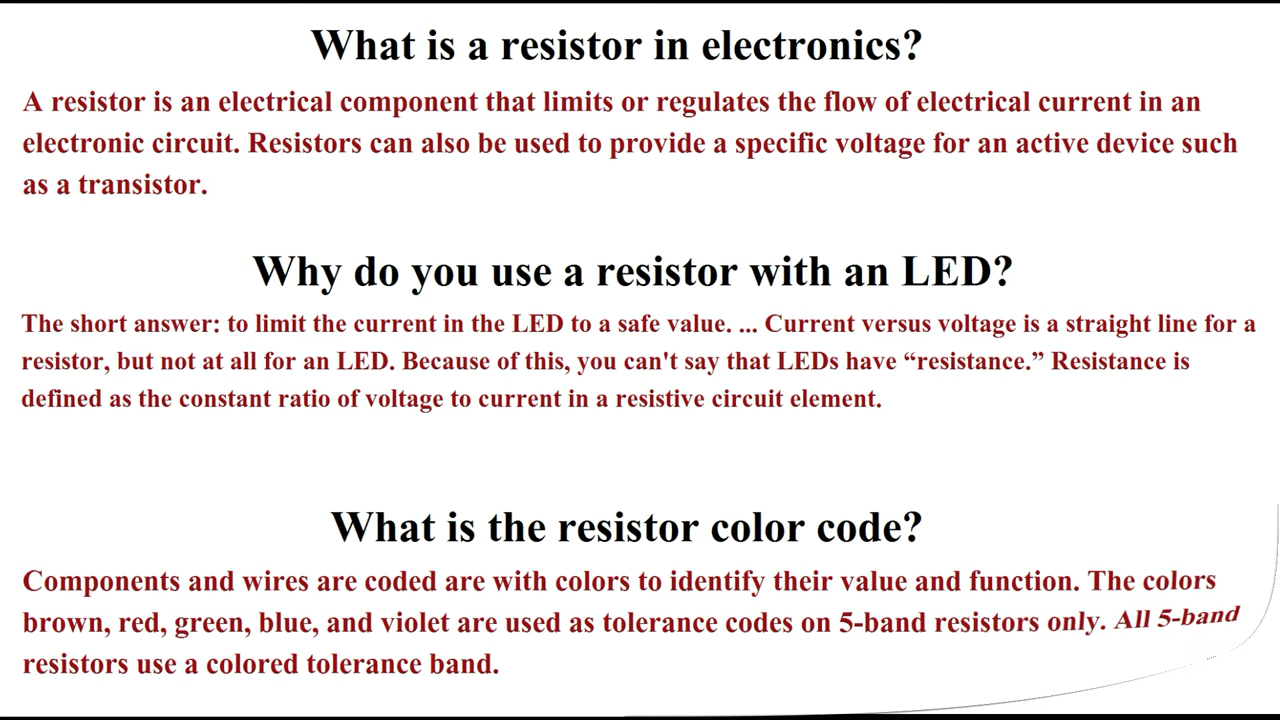 What is a resistor in electronics?
A resistor is an electrical component that limits or regulates the flow of electrical current in an
electronic circuit. Resistors can also be used to provide a specific voltage for an active device such
as a transistor.
Why do you use a resistor with an LED?
The short answer: to limit the current in the LED to a safe value. ... Current versus voltage is a straight line for a
resistor, but not at all for an LED. Because of this, you can't say that LEDs have “resistance.” Resistance is
defined as the constant ratio of voltage to current in a resistive circuit element.
What is the resistor color code?
Components and wires are coded are with colors to identify their value and function. The colors
brown, red, green, blue, and violet are used as tolerance codes on 5-band resistors only. All 5-band
resistors use a colored tolerance band.